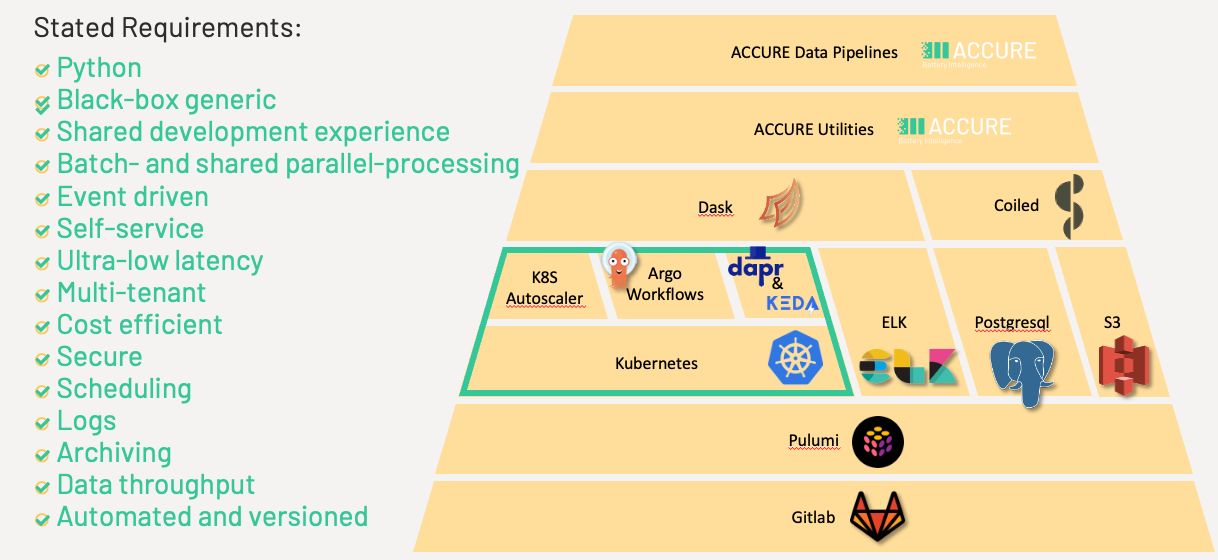 Stated Requirements:
Python
Black-box generic
Shared development experience
Batch- and shared parallel-processing
Event driven
Self-service
Ultra-low latency
Multi-tenant
Cost efficient
Secure
Scheduling
Logs
Archiving
Data throughput
Automated and versioned
ACCURE Data Pipelines
ACCURE
Battery Intelligence
ACCURE Utilities
ACCURE
Battery Intelligence
Dask
Coiled
K8S
Autoscaler
Argo
Workflows
dapr
&
KEDA
Kubernetes
ELK
Postgresql
S3
Pulumi
Gitlab